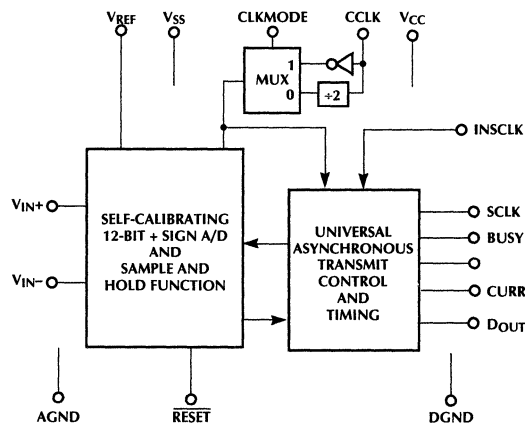 VREF VSS CLKMODE CCLK VCC
MUX
1
0
÷2
INSCLK
VIN+
VIN−
SELF-CALIBRATING
12-BIT + SIGN A/D
AND
SAMPLE AND
HOLD FUNCTION
UNIVERSAL
ASYNCHRONOUS
TRANSMIT
CONTROL
AND
TIMING
SCLK
BUSY
CURR
DOUT
AGND
RESET
DGND